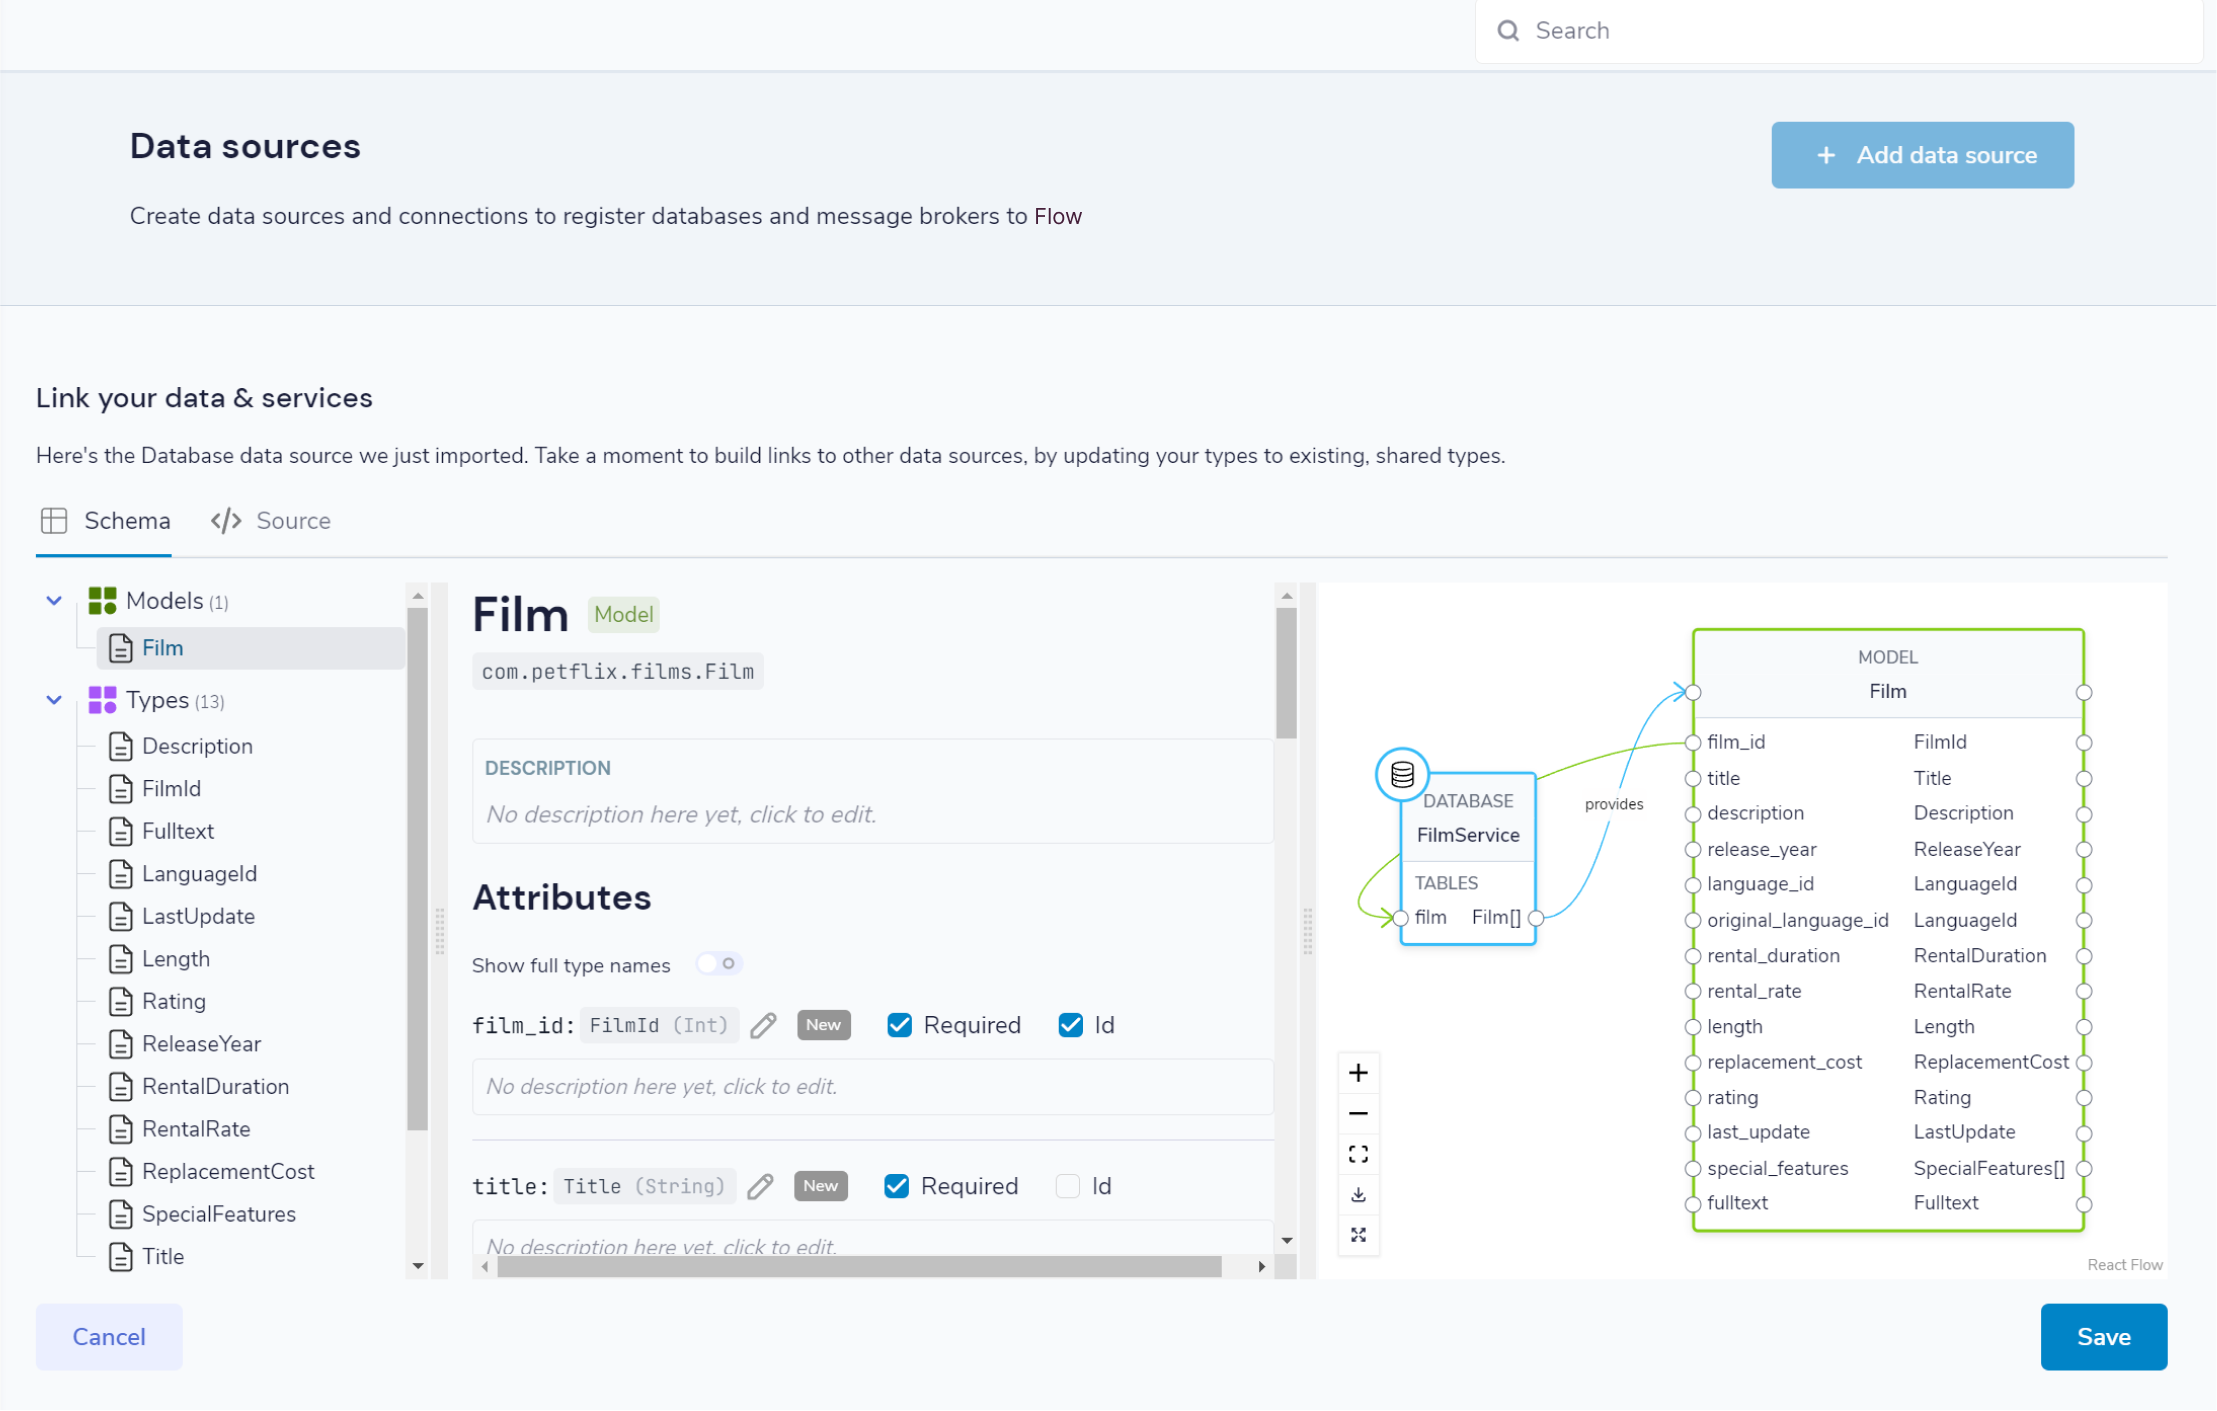 Search
Data sources
+ Add data source
Create data sources and connections to register databases and message brokers to Flow
Link your data & services
Here's the Database data source we just imported. Take a moment to build links to other data sources, by updating your types to existing, shared types.
Schema </> Source
Models (1)
Film
Types (13)
Description
FilmId
Fulltext
LanguageId
LastUpdate
Length
Rating
ReleaseYear
RentalDuration
RentalRate
ReplacementCost
SpecialFeatures
Title
Film Model
com.petflix.films.Film
DESCRIPTION
No description here yet, click to edit.
Attributes
Show full type names
film_id: FilmId (Int) New Required Id
No description here yet, click to edit.
title: Title (String) New Required Id
No description here yet, click to edit.
DATABASE
FilmService
TABLES
film Film[]
provides
MODEL
Film
film_id FilmId
title Title
description Description
release_year ReleaseYear
language_id LanguageId
original_language_id LanguageId
rental_duration RentalDuration
rental_rate RentalRate
length Length
replacement_cost ReplacementCost
rating Rating
last_update LastUpdate
special_features SpecialFeatures[]
fulltext Fulltext
React Flow
Cancel
Save